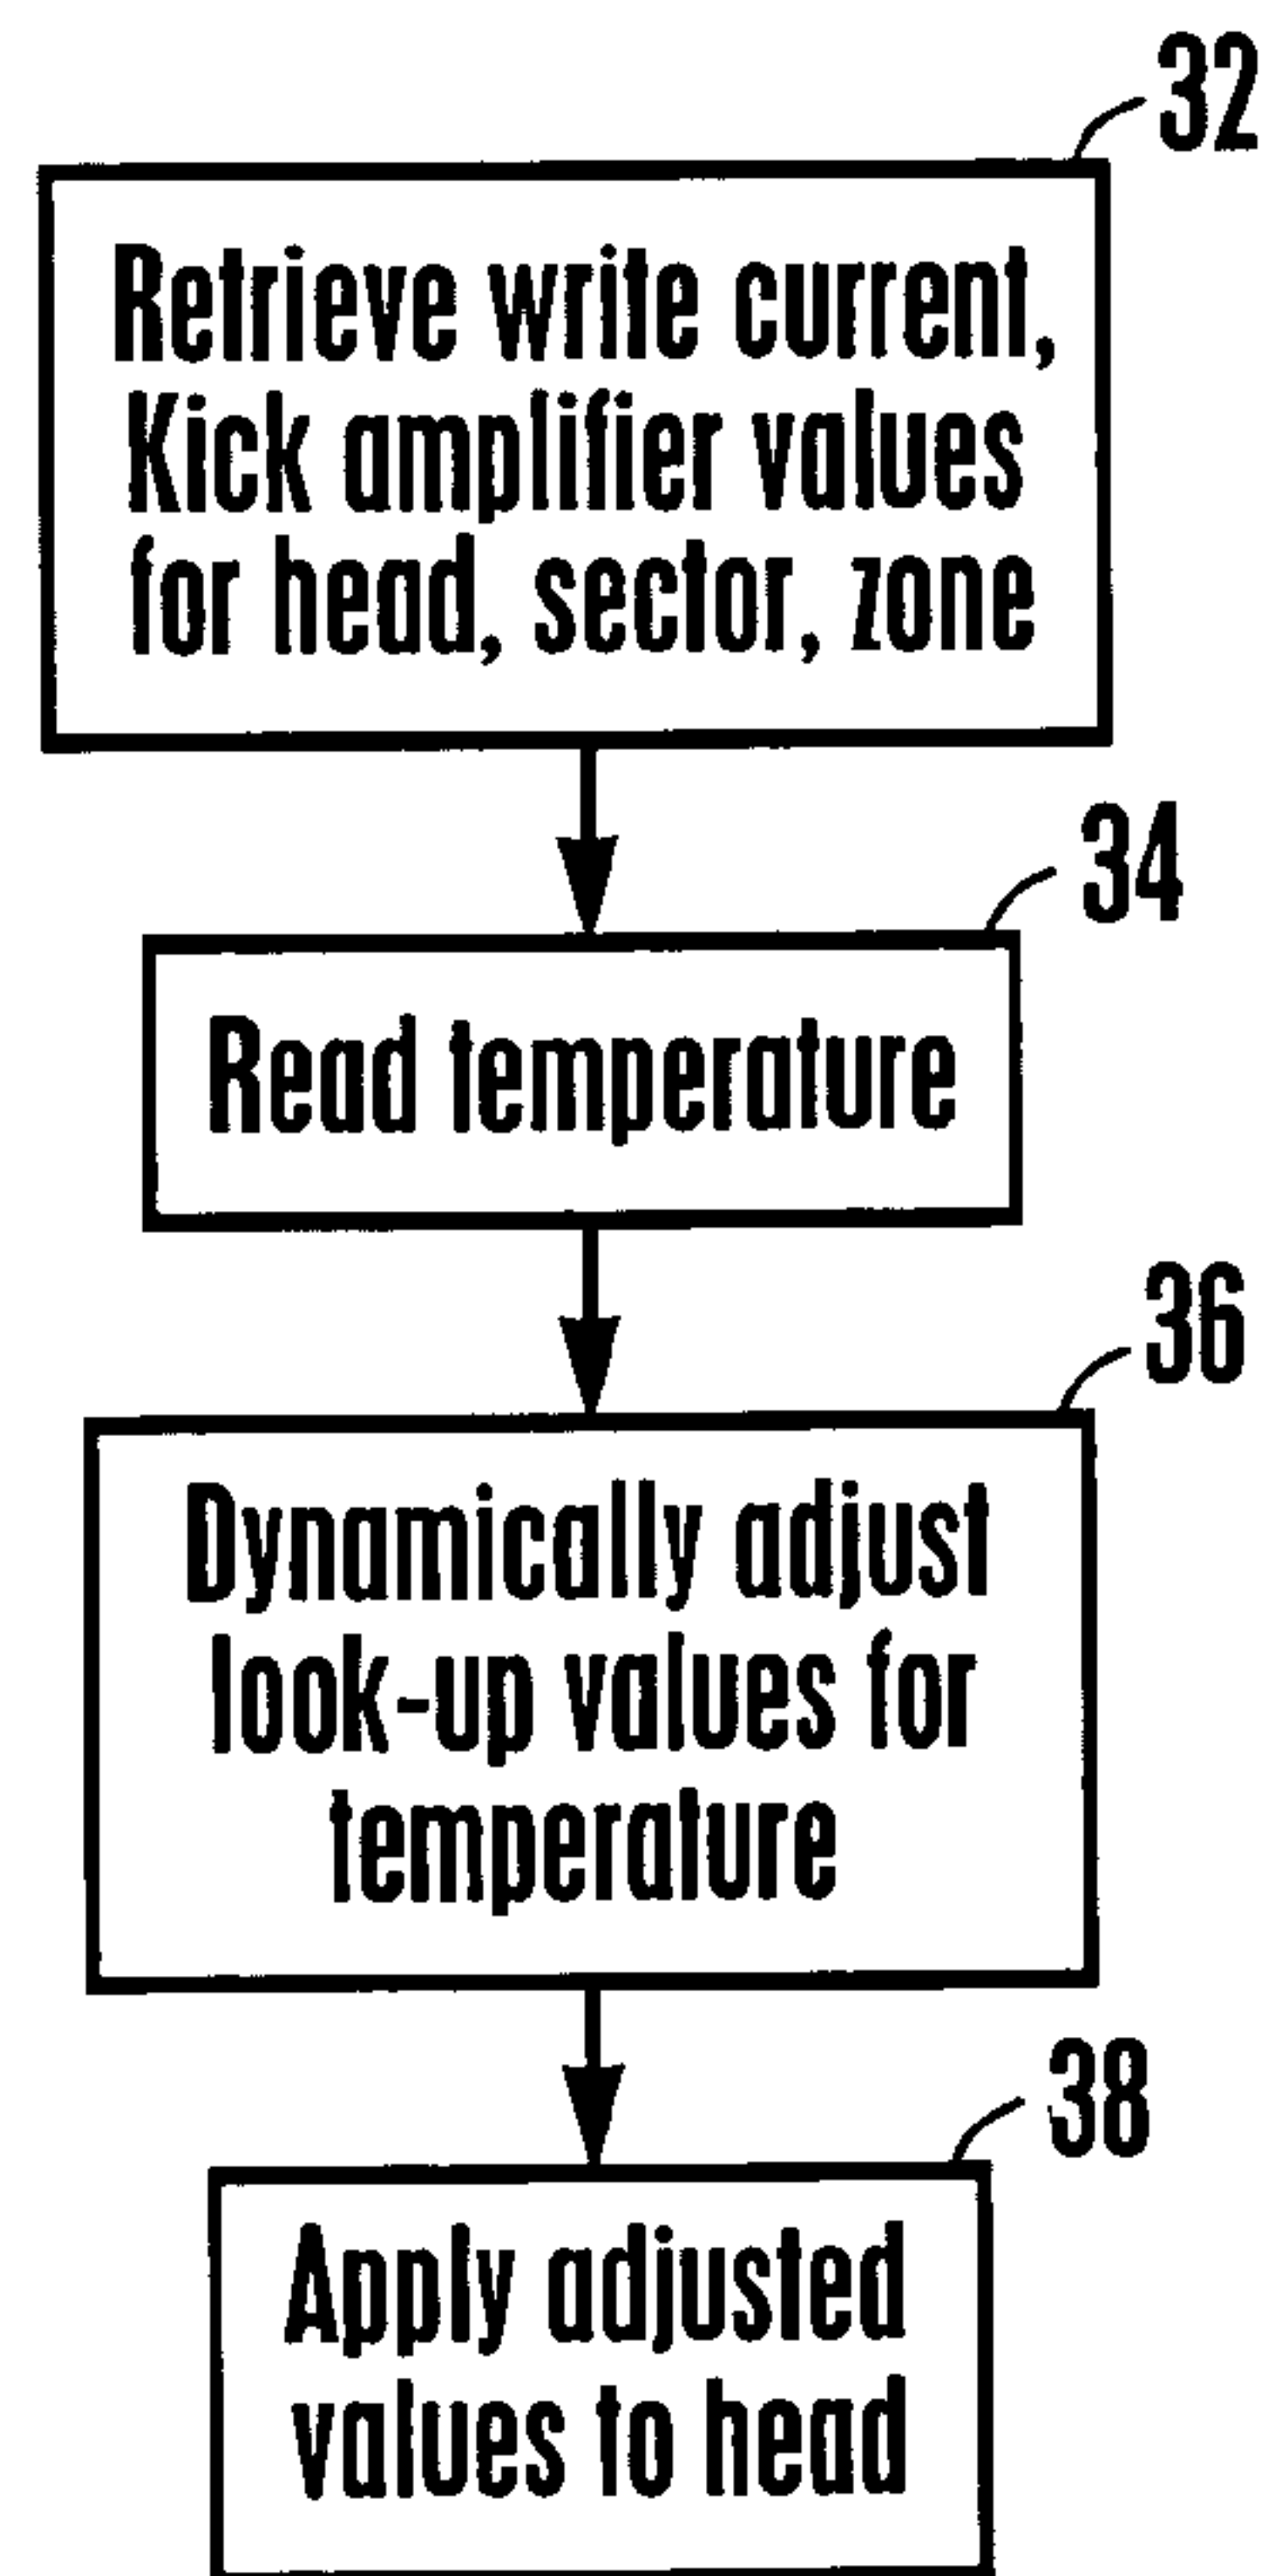 32
Retrieve write current,
Kick amplifier values
for head, sector, zone
34
Read temperature
36
Dynamically adjust
look-up values for
temperature
38
Apply adjusted
values to head